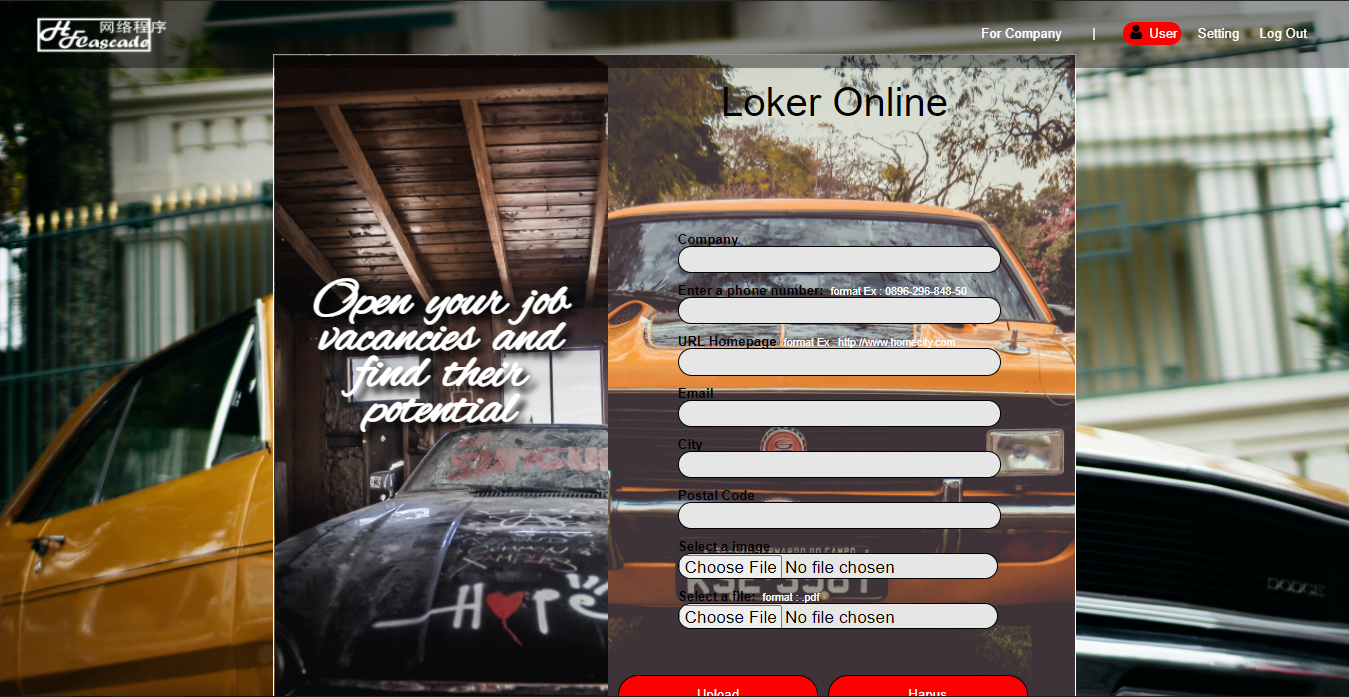 网络程序
HFCascade
For Company | User Setting Log Out
Loker Online
Open your job
vacancies and
find their
potential
Company
Enter a phone number: format Ex : 0896-296-848-50
URL Homepage format Ex : http://www.homecity.com
Email
City
Postal Code
Select a image
Choose File No file chosen
Select a file: format : .pdf
Choose File No file chosen
Upload Hapus
HOPE
DODGE